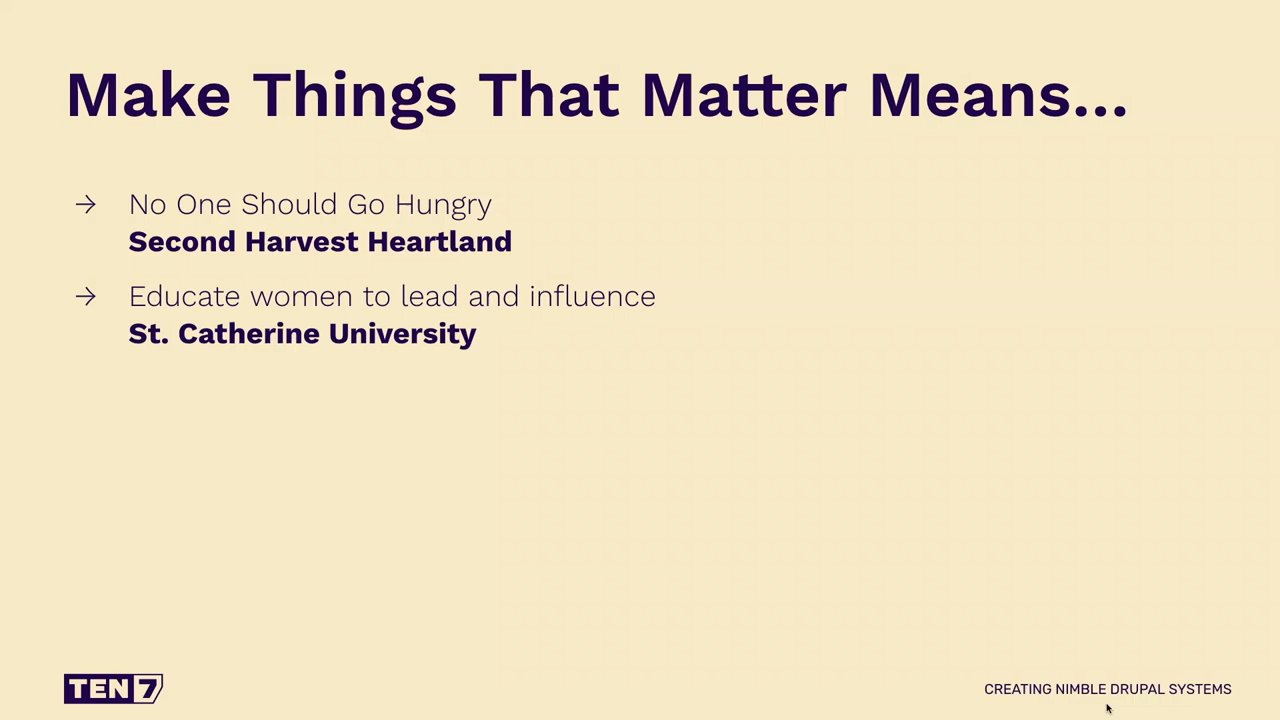 Make Things That Matter Means...
→ No One Should Go Hungry
Second Harvest Heartland
→ Educate women to lead and influence
St. Catherine University
TEN7
CREATING NIMBLE DRUPAL SYSTEMS